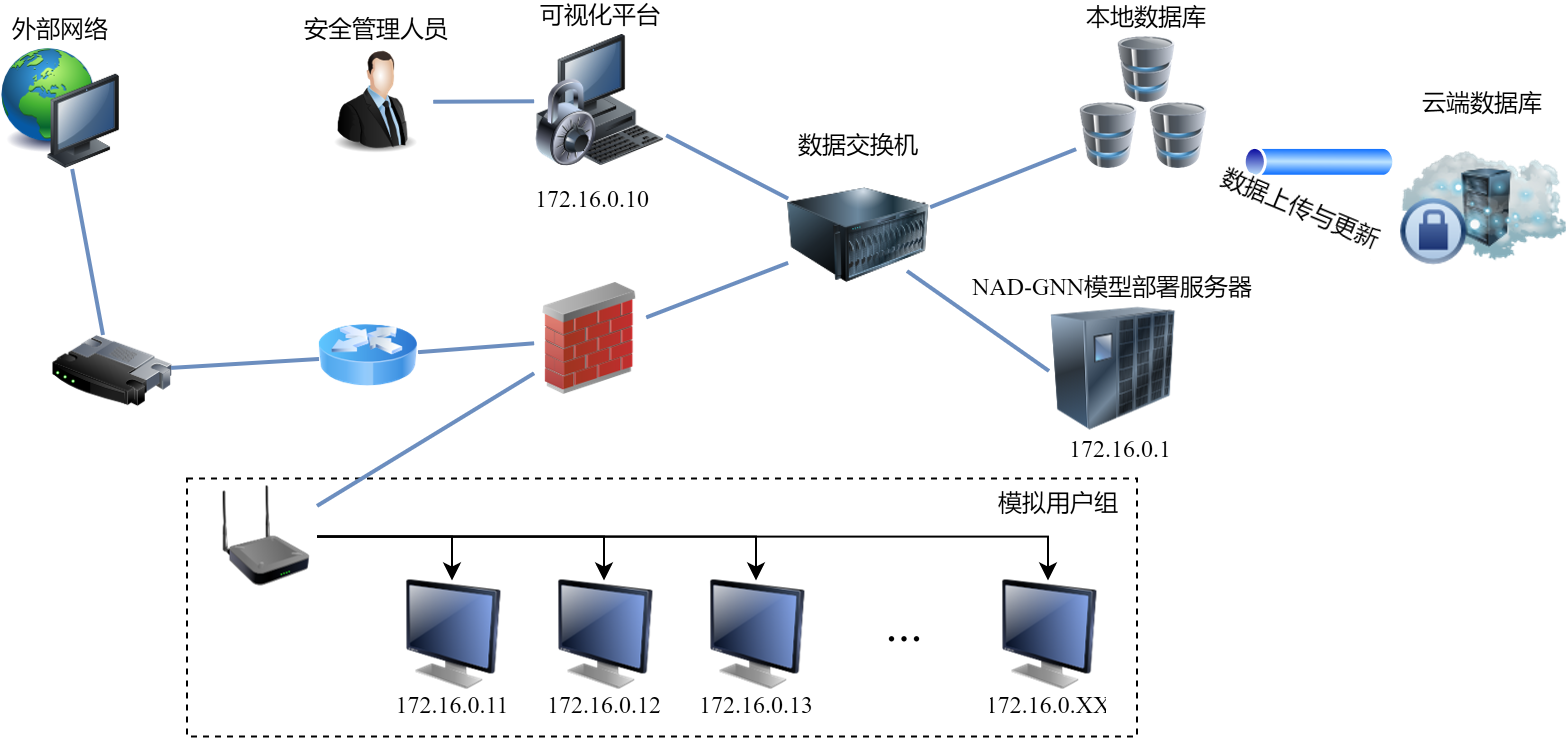 外部网络
安全管理人员
可视化平台
本地数据库
云端数据库
数据交换机
172.16.0.10
数据上传与更新
NAD-GNN模型部署服务器
172.16.0.1
模拟用户组
...
172.16.0.11
172.16.0.12
172.16.0.13
172.16.0.XX